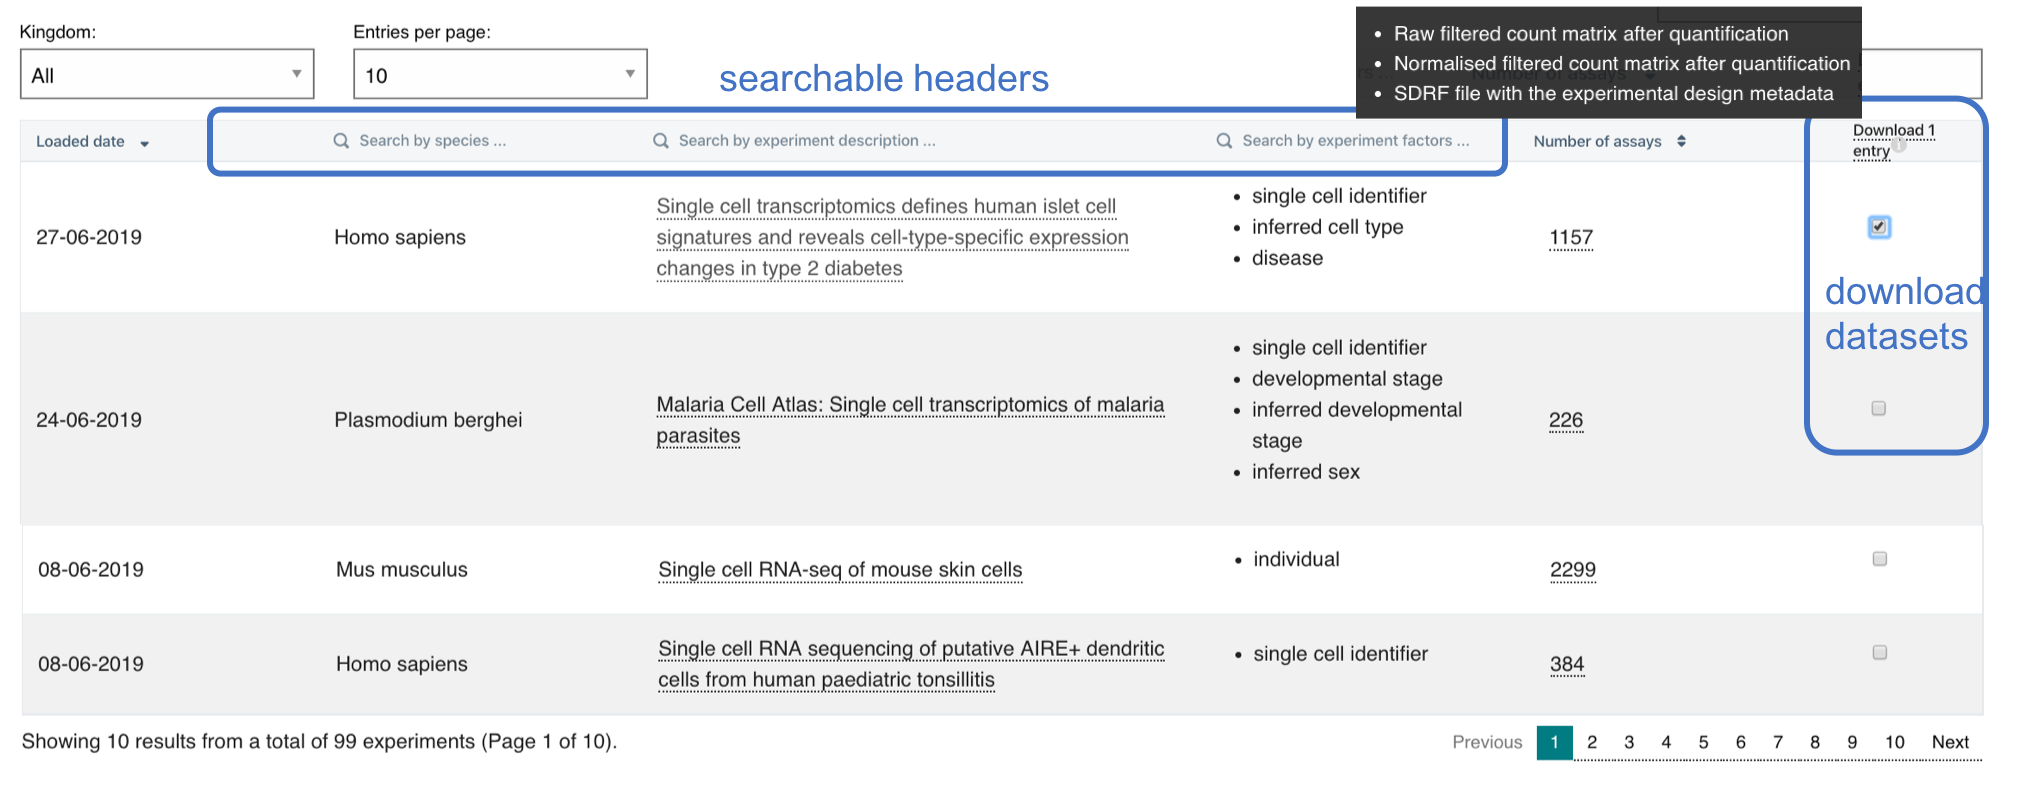 Kingdom:
Entries per page:
All
10
searchable headers
• Raw filtered count matrix after quantification
• Normalised filtered count matrix after quantification
• SDRF file with the experimental design metadata
Loaded date
Search by species ...
Search by experiment description ...
Search by experiment factors ...
Number of assays
Download 1
entry
27-06-2019
Homo sapiens
Single cell transcriptomics defines human islet cell
signatures and reveals cell-type-specific expression
changes in type 2 diabetes
• single cell identifier
• inferred cell type
• disease
1157
download
datasets
24-06-2019
Plasmodium berghei
Malaria Cell Atlas: Single cell transcriptomics of malaria
parasites
• single cell identifier
• developmental stage
• inferred developmental
stage
• inferred sex
226
08-06-2019
Mus musculus
Single cell RNA-seq of mouse skin cells
• individual
2299
08-06-2019
Homo sapiens
Single cell RNA sequencing of putative AIRE+ dendritic
cells from human paediatric tonsillitis
• single cell identifier
384
Showing 10 results from a total of 99 experiments (Page 1 of 10).
Previous 1 2 3 4 5 6 7 8 9 10 Next